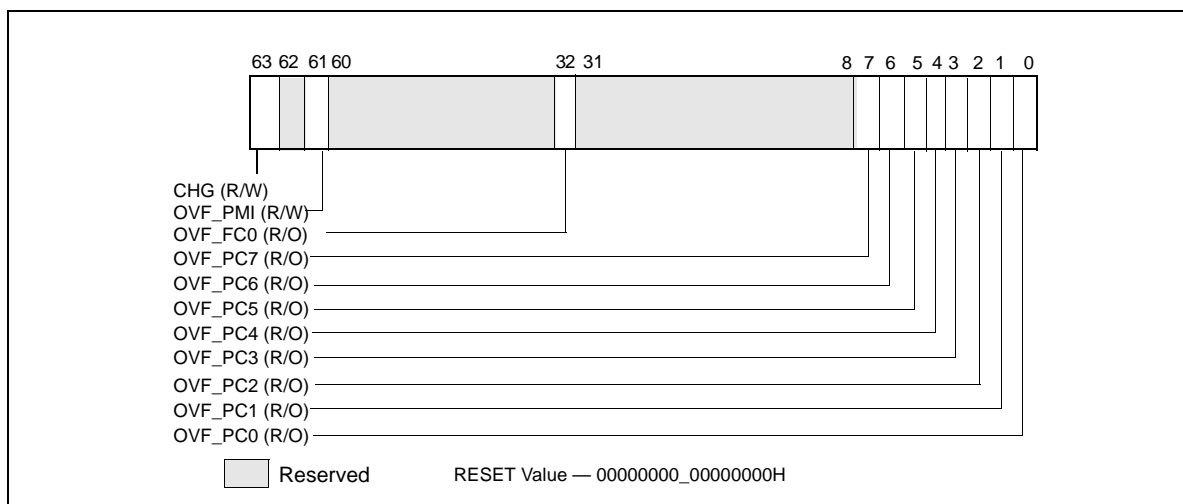 63 62 61 60 32 31 8 7 6 5 4 3 2 1 0
CHG (R/W)
OVF_PMI (R/W)
OVF_FC0 (R/O)
OVF_PC7 (R/O)
OVF_PC6 (R/O)
OVF_PC5 (R/O)
OVF_PC4 (R/O)
OVF_PC3 (R/O)
OVF_PC2 (R/O)
OVF_PC1 (R/O)
OVF_PC0 (R/O)
Reserved RESET Value — 00000000_00000000H